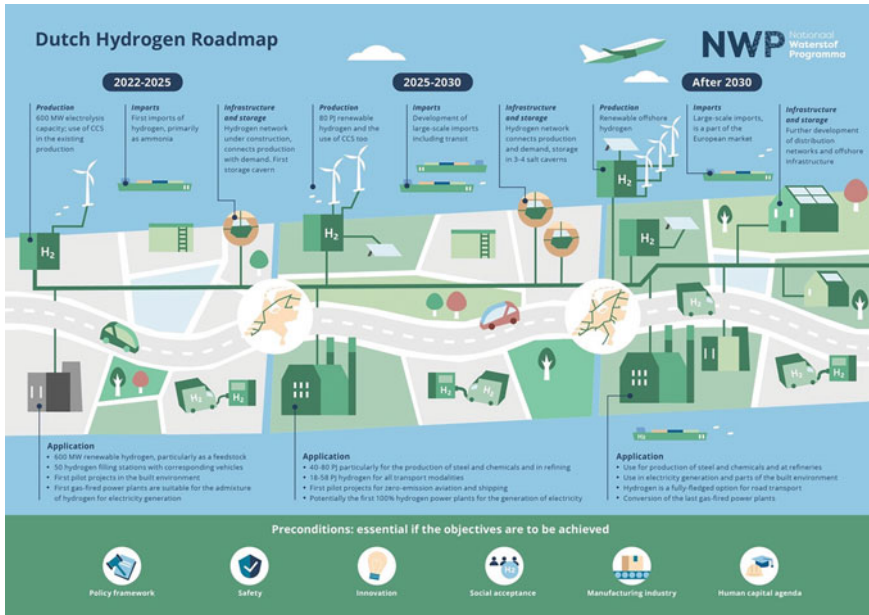 Dutch Hydrogen Roadmap
NWP
Nationaal
Waterstof
Programma
2022-2025
Production
600 MW electrolysis
capacity; use of CCS
in the existing
production
Imports
First imports of
hydrogen, primarily
as ammonia
Infrastructure
and storage
Hydrogen network
under construction,
connects production
with demand. First
storage cavern
2025-2030
Production
80 PJ renewable
hydrogen and the
use of CCS too
Imports
Development of
large-scale imports
including transit
Infrastructure
and storage
Hydrogen network
connects production
and demand, storage
in 3-4 salt caverns
After 2030
Production
Renewable offshore
hydrogen
Imports
Large-scale imports,
is a part of the
European market
Infrastructure
and storage
Further development
of distribution
networks and offshore
infrastructure
H₂
H₂
H₂
H₂
H₂
H₂
H₂
H₂
H₂
H₂
H₂
H₂
Application
• 600 MW renewable hydrogen, particularly as a feedstock
• 50 hydrogen filling stations with corresponding vehicles
• First pilot projects in the built environment
• First gas-fired power plants are suitable for the admixture
of hydrogen for electricity generation
Application
• 40-80 PJ particularly for the production of steel and chemicals and in refining
• 18-58 PJ hydrogen for all transport modalities
• First pilot projects for zero-emission aviation and shipping
• Potentially the first 100% hydrogen power plants for the generation of electricity
Application
• Use for production of steel and chemicals and at refineries
• Use in electricity generation and parts of the built environment
• Hydrogen is a fully-fledged option for road transport
• Conversion of the last gas-fired power plants
Preconditions: essential if the objectives are to be achieved
H₂
Policy framework
Safety
Innovation
Social acceptance
Manufacturing industry
Human capital agenda